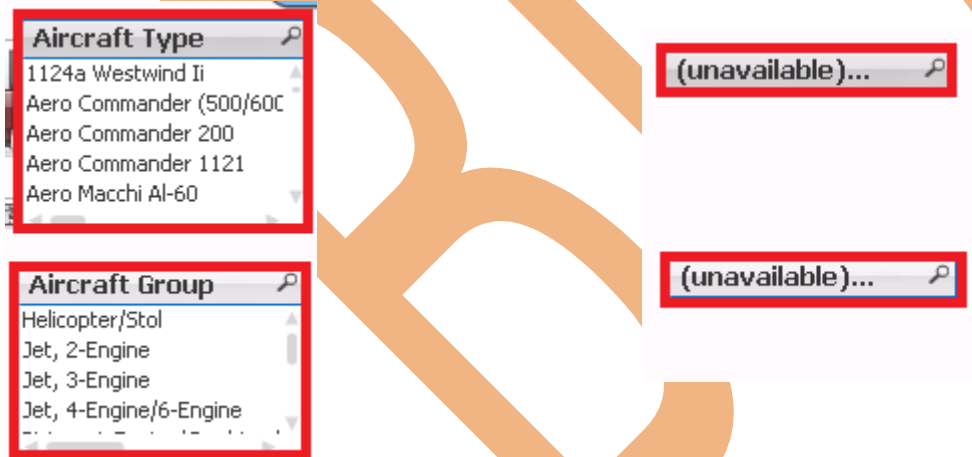 Aircraft Type
1124a Westwind Ii
Aero Commander (500/600
Aero Commander 200
Aero Commander 1121
Aero Macchi Al-60
Aircraft Group
Helicopter/Stol
Jet, 2-Engine
Jet, 3-Engine
Jet, 4-Engine/6-Engine
(unavailable)...
(unavailable)...